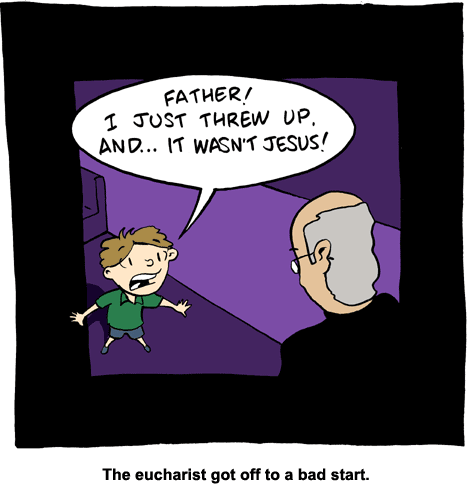 FATHER!
I JUST THREW UP.
AND... IT WASN'T JESUS!
The eucharist got off to a bad start.